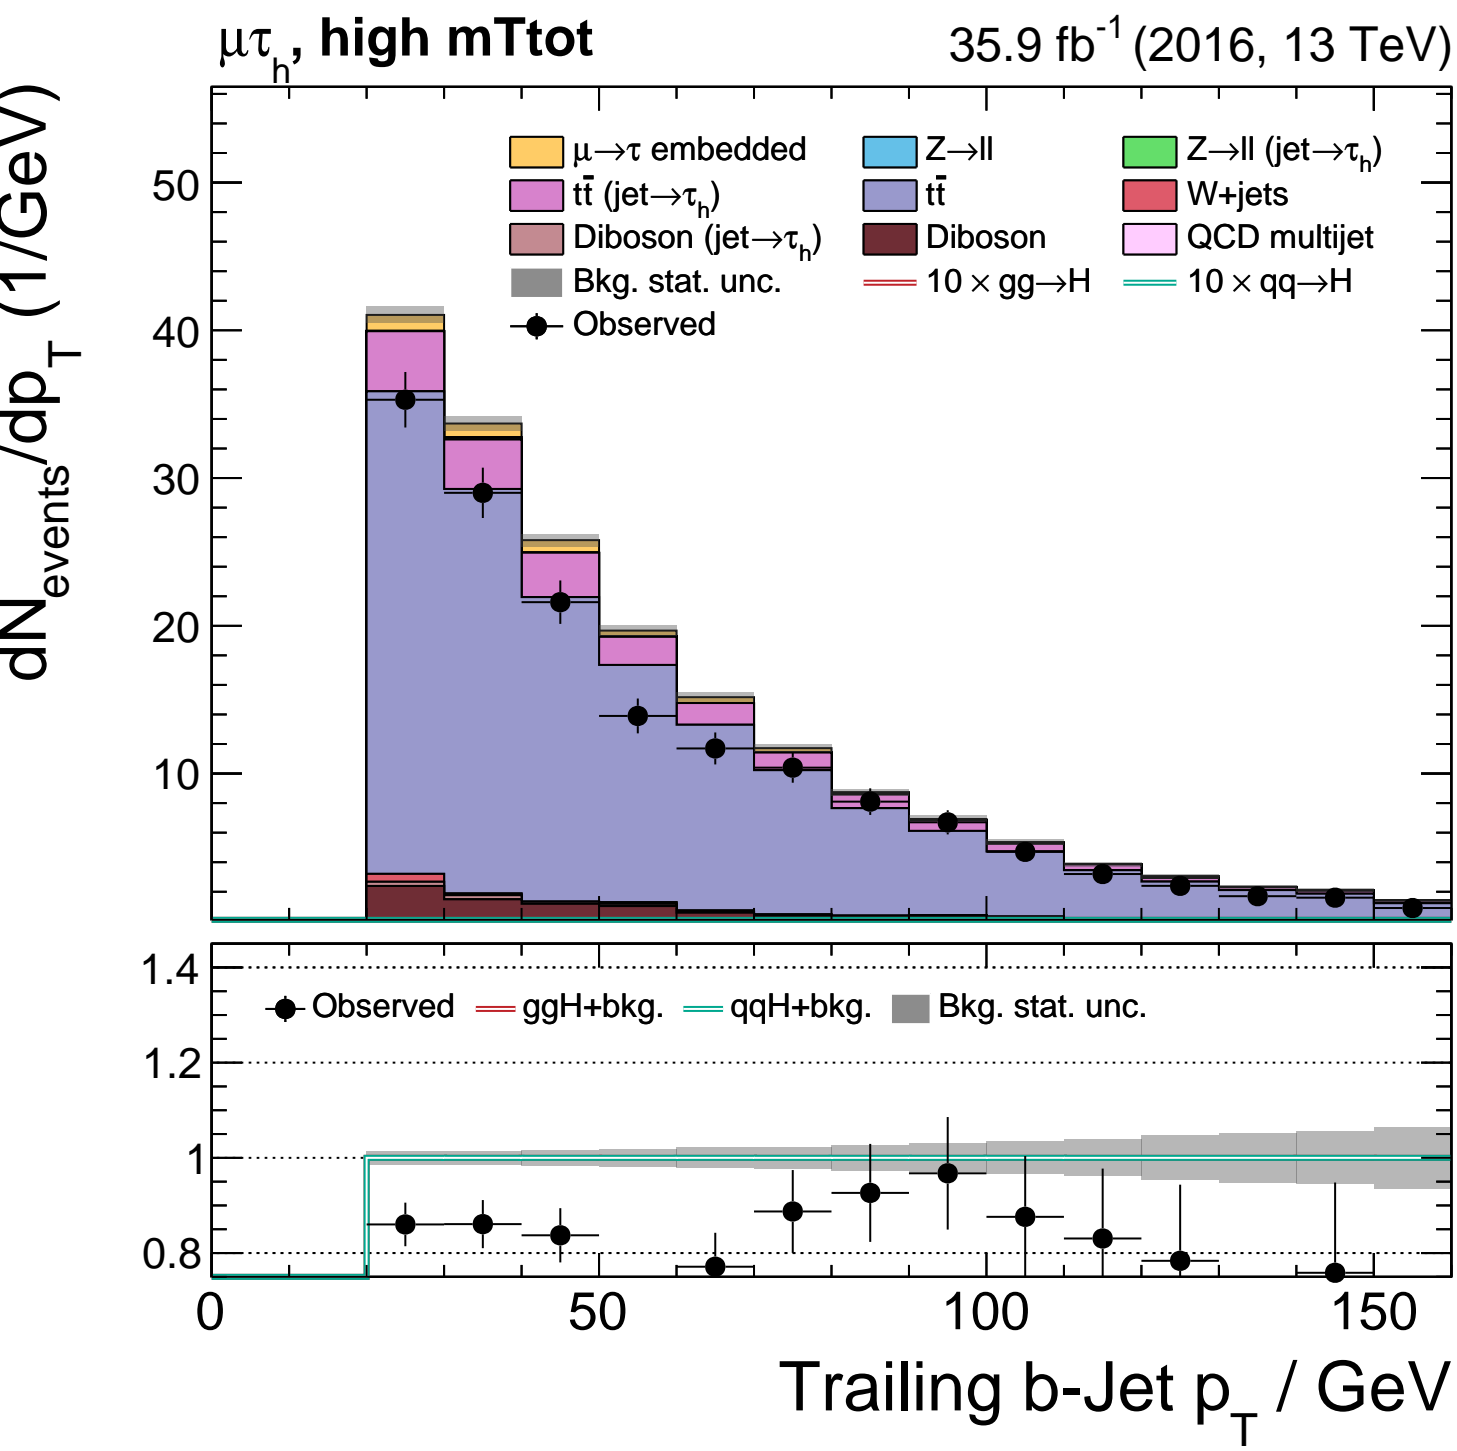 μτh, high mTtot 35.9 fb-1 (2016, 13 TeV)
dNevents/dpT (1/GeV)
μ→τ embedded Z→ll Z→ll (jet→τh)
tt̄ (jet→τh) tt̄ W+jets
Diboson (jet→τh) Diboson QCD multijet
Bkg. stat. unc. 10 × gg→H 10 × qq→H
Observed
50
40
30
20
10
1.4
Observed ggH+bkg. qqH+bkg. Bkg. stat. unc.
1.2
1
0.8
0 50 100 150
Trailing b-Jet pT / GeV